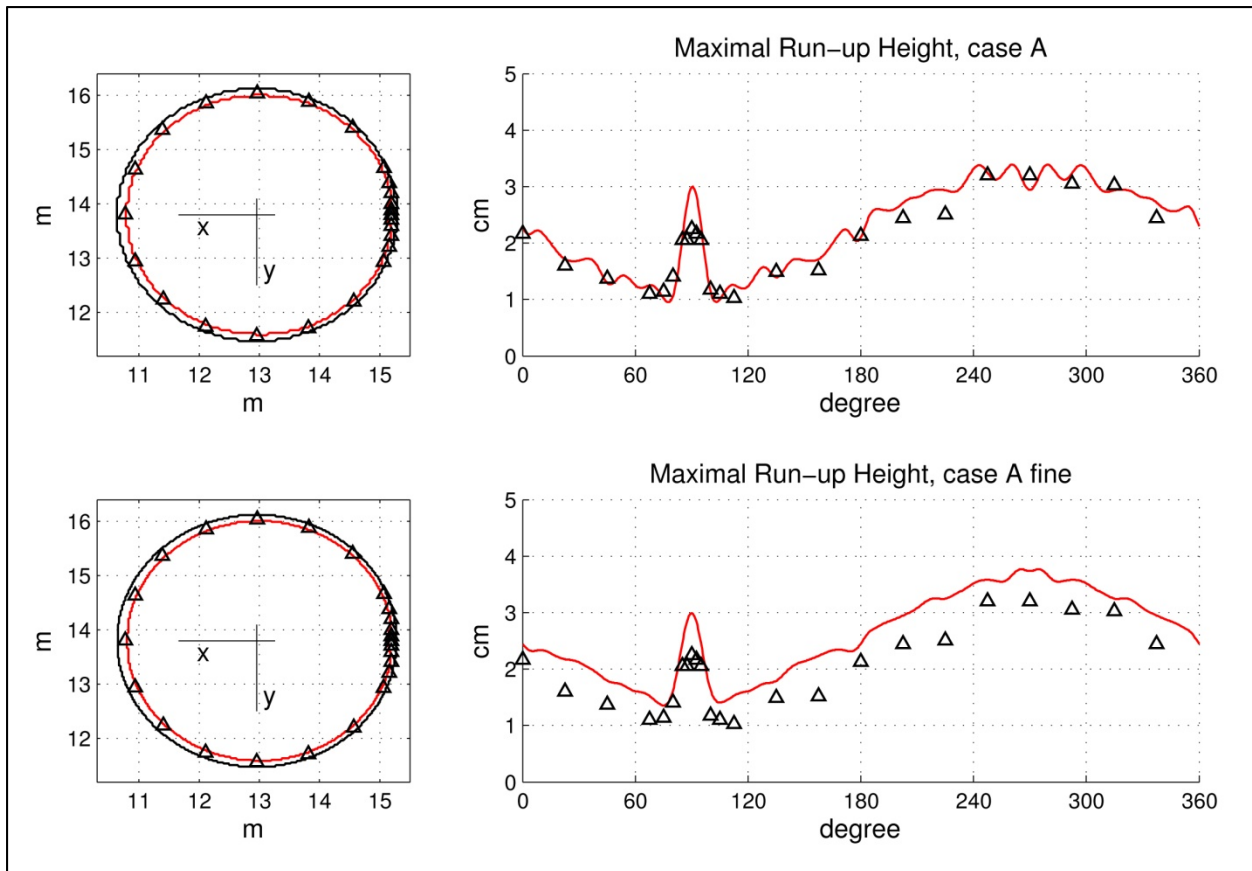 Maximal Run-up Height, case A
16
15
14
13
12
m
x
y
11 12 13 14 15
m
5
4
3
2
1
0
cm
0 60 120 180 240 300 360
degree
Maximal Run-up Height, case A fine
16
15
14
13
12
m
x
y
11 12 13 14 15
m
5
4
3
2
1
0
cm
0 60 120 180 240 300 360
degree